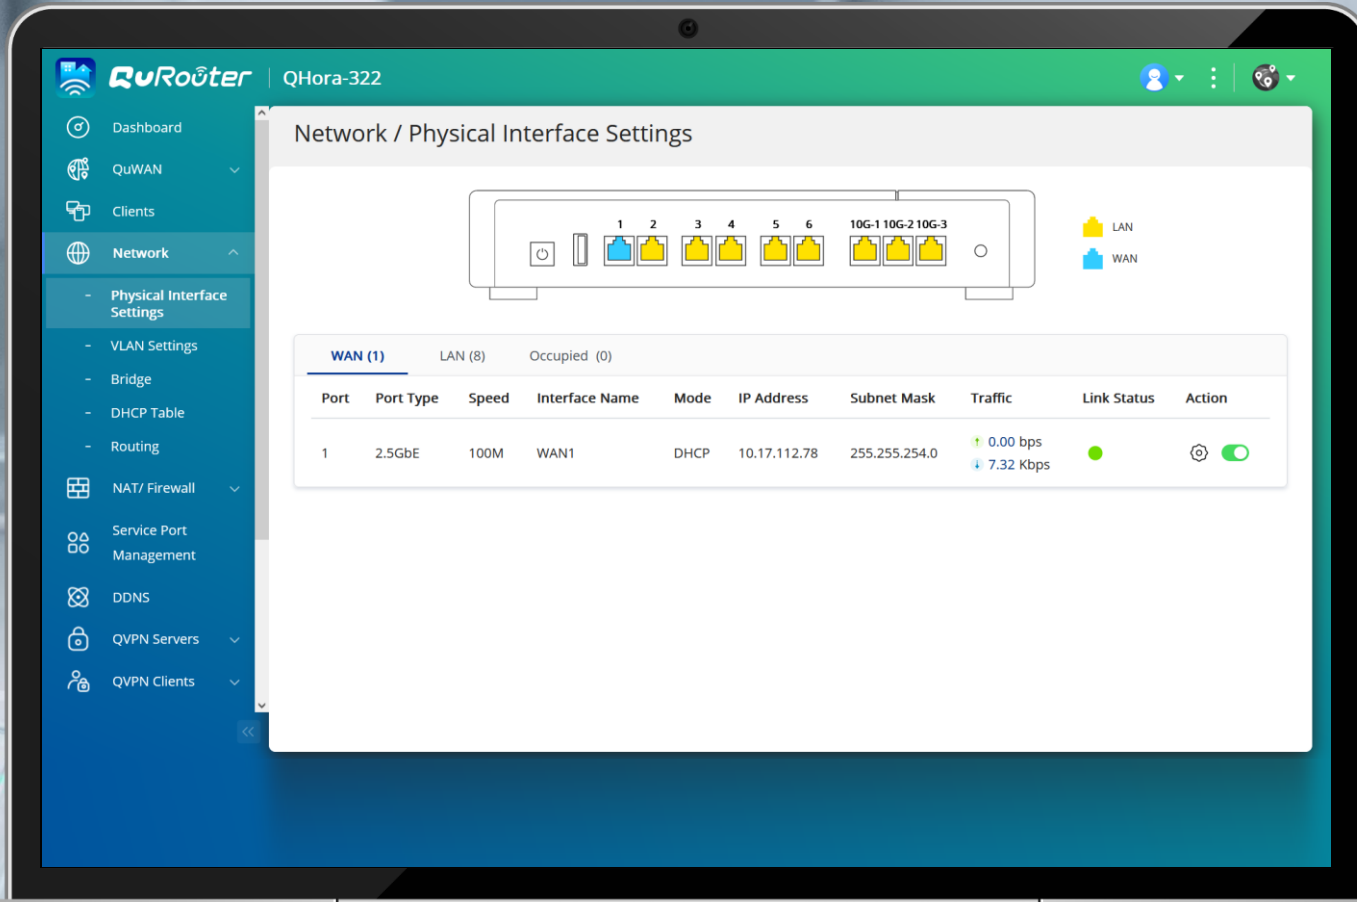 QuRoûter | QHora-322
Dashboard
QuWAN
Clients
Network
- Physical Interface
Settings
- VLAN Settings
- Bridge
- DHCP Table
- Routing
NAT/ Firewall
Service Port
Management
DDNS
QVPN Servers
QVPN Clients
Network / Physical Interface Settings
1 2 3 4 5 6 10G-1 10G-2 10G-3
LAN
WAN
WAN (1) LAN (8) Occupied (0)
Port Port Type Speed Interface Name Mode IP Address Subnet Mask Traffic Link Status Action
1 2.5GbE 100M WAN1 DHCP 10.17.112.78 255.255.254.0 0.00 bps
7.32 Kbps